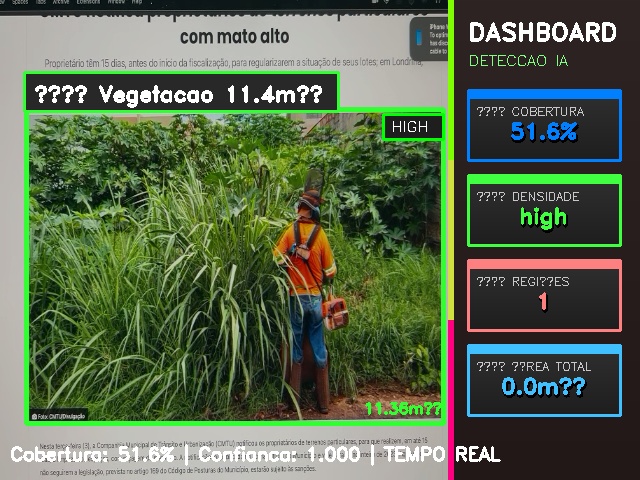 com mato alto
Proprietário têm 15 dias, antes do início da fiscalização, para regularizarem a situação de seus lotes; em Londrina,
???? Vegetacao 11.4m??
HIGH
Foto: CMTU/Divulgação
11.36m??
Nesta terça-feira (3), a Companhia Municipal de Trânsito e Urbanização (CMTU) notificou os proprietários de terrenos particulares, para que realizem, em até 15
não seguirem a legislação, prevista no artigo 169 do Código de Posturas do Município, estarão sujeito às sanções.
Cobertura: 51.6% | Confianca: 1.000 | TEMPO REAL
DASHBOARD
DETECCAO IA
???? COBERTURA
51.6%
???? DENSIDADE
high
???? REGI??ES
1
???? ??REA TOTAL
0.0m??